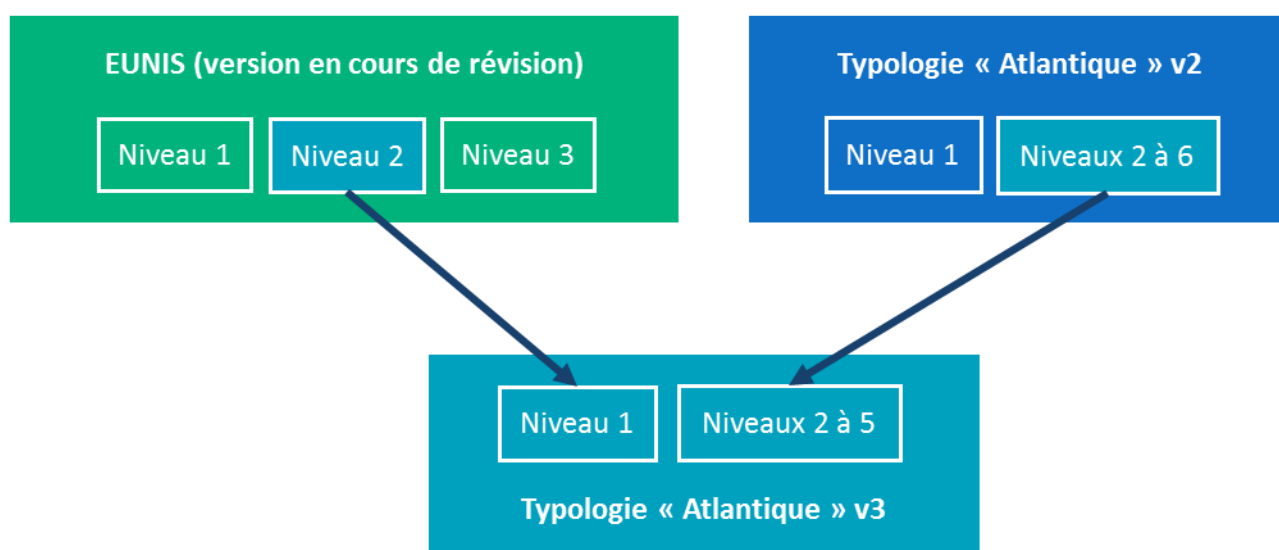 EUNIS (version en cours de révision)
Niveau 1
Niveau 2
Niveau 3
Typologie « Atlantique » v2
Niveau 1
Niveaux 2 à 6
Niveau 1
Niveaux 2 à 5
Typologie « Atlantique » v3